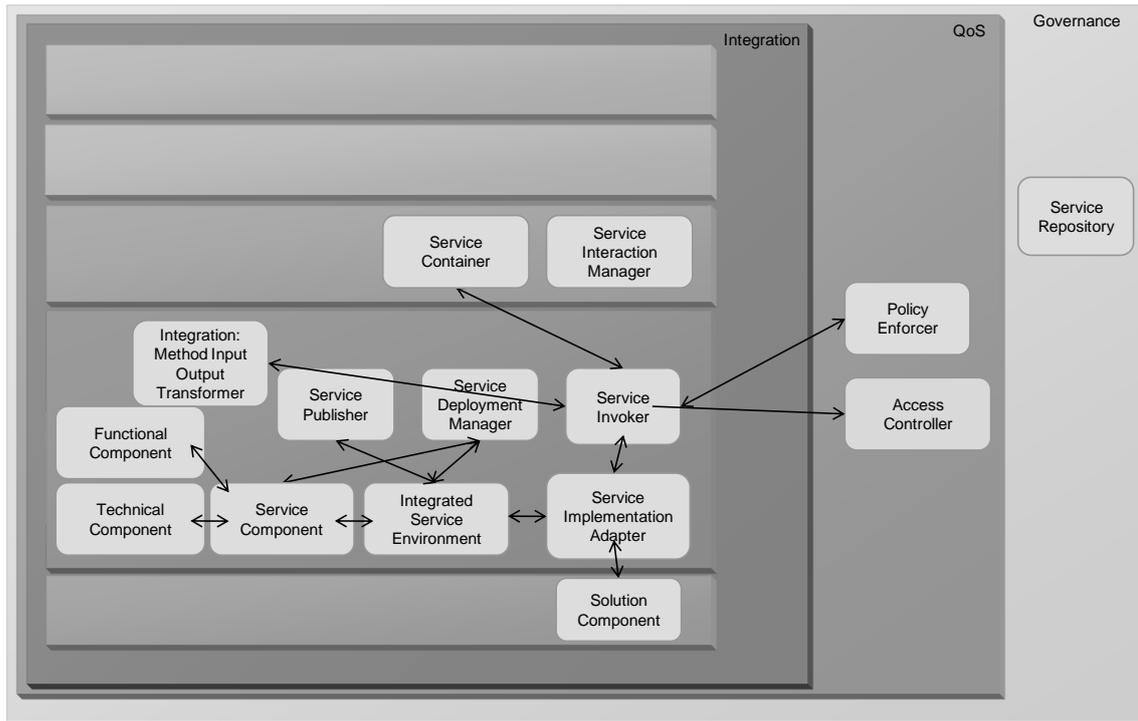 Governance
QoS
Integration
Service
Repository
Service
Container
Service
Interaction
Manager
Policy
Enforcer
Integration:
Method Input
Output
Transformer
Service
Publisher
Service
Deployment
Manager
Service
Invoker
Access
Controller
Functional
Component
Technical
Component
Service
Component
Integrated
Service
Environment
Service
Implementation
Adapter
Solution
Component